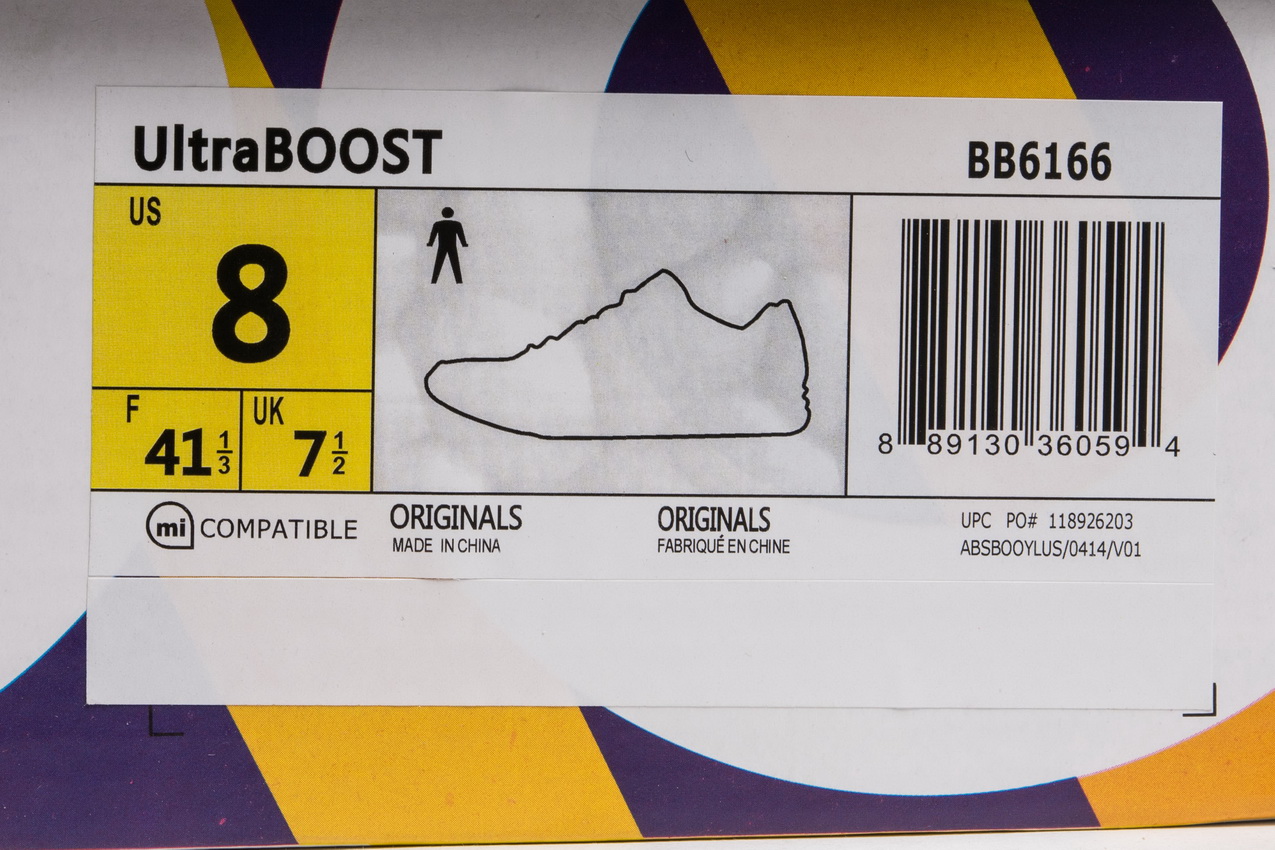 UltraBOOST
BB6166
US
8
F
41 1/3
UK
7 1/2
8 89130 36059 4
mi COMPATIBLE
ORIGINALS
MADE IN CHINA
ORIGINALS
FABRIQUÉ EN CHINE
UPC PO# 118926203
ABSBOOYLUS/0414/V01